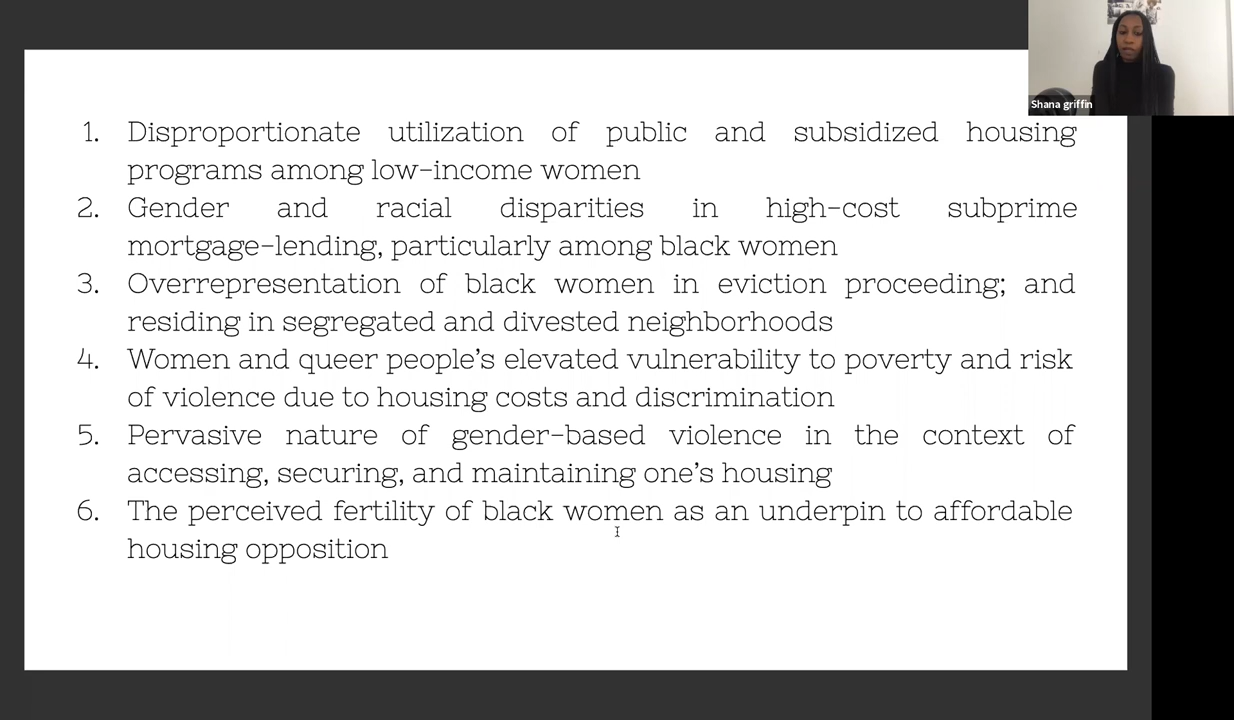 Shana griffin
1. Disproportionate utilization of public and subsidized housing
programs among low-income women
2. Gender and racial disparities in high-cost subprime
mortgage-lending, particularly among black women
3. Overrepresentation of black women in eviction proceeding; and
residing in segregated and divested neighborhoods
4. Women and queer people's elevated vulnerability to poverty and risk
of violence due to housing costs and discrimination
5. Pervasive nature of gender-based violence in the context of
accessing, securing, and maintaining one's housing
6. The perceived fertility of black women as an underpin to affordable
housing opposition